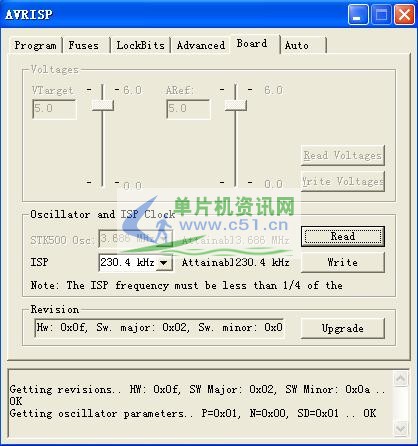 AVRISP
Program Fuses LockBits Advanced Board Auto
Voltages
VTarget 6.0 ARef: 6.0
5.0 5.0
Read Voltages
0.0 0.0 Write Voltages
单片机资讯网
www.c51.cn
Oscillator and ISP Clock
STK500 Osc: 3.686 MHz Attainabl3.686 MHz Read
ISP 230.4 kHz Attainabl230.4 kHz Write
Note: The ISP frequency must be less than 1/4 of the
Revision
Hw: 0x0f, Sw. major: 0x02, Sw. minor: 0x0 Upgrade
Getting revisions.. HW: 0x0f, SW Major: 0x02, SW Minor: 0x0a ..
OK
Getting oscillator parameters.. P=0x01, N=0x00, SD=0x01 .. OK